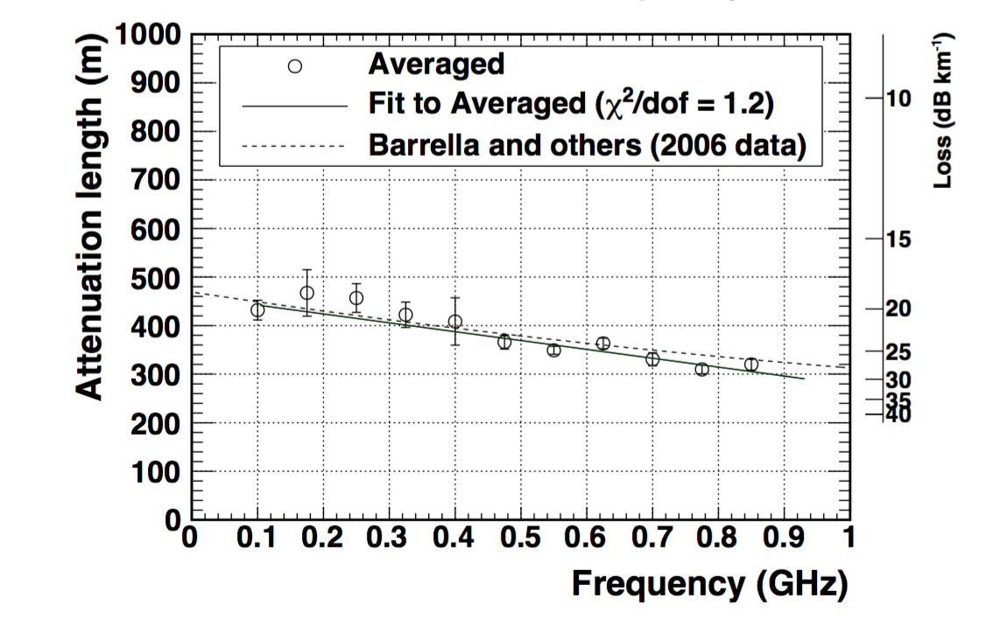 Averaged
Fit to Averaged (χ²/dof = 1.2)
Barrella and others (2006 data)
Attenuation length (m)
1000
900
800
700
600
500
400
300
200
100
0
0 0.1 0.2 0.3 0.4 0.5 0.6 0.7 0.8 0.9 1
Frequency (GHz)
Loss (dB km⁻¹)
10
15
20
25
30
35
40